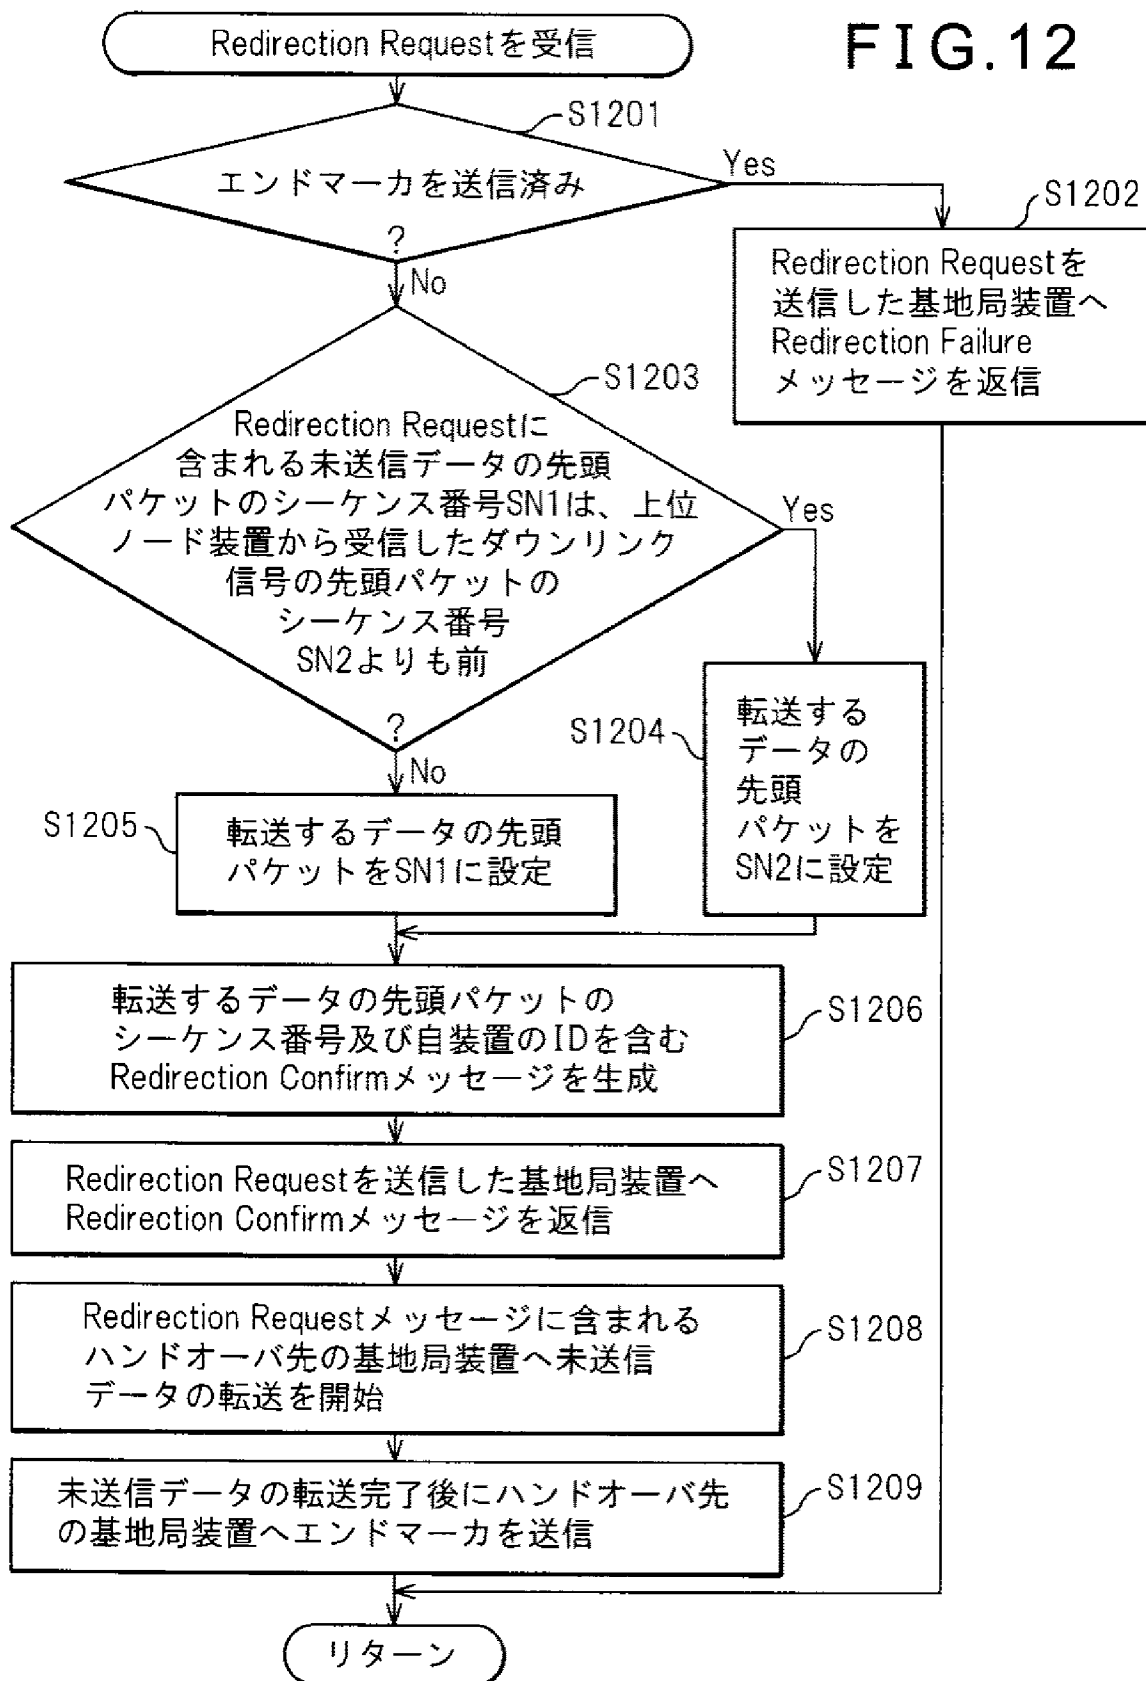 FIG.12
Redirection Requestを受信
S1201
エンドマーカを送信済み
?
Yes
No
S1202
Redirection Requestを
送信した基地局装置へ
Redirection Failure
メッセージを返信
S1203
Redirection Requestに
含まれる未送信データの先頭
パケットのシーケンス番号SN1は、上位
ノード装置から受信したダウンリンク
信号の先頭パケットの
シーケンス番号
SN2よりも前
?
Yes
No
S1204
転送する
データの
先頭
パケットを
SN2に設定
S1205
転送するデータの先頭
パケットをSN1に設定
転送するデータの先頭パケットの
シーケンス番号及び自装置のIDを含む
Redirection Confirmメッセージを生成
S1206
Redirection Requestを送信した基地局装置へ
Redirection Confirmメッセージを返信
S1207
Redirection Requestメッセージに含まれる
ハンドオーバ先の基地局装置へ未送信
データの転送を開始
S1208
未送信データの転送完了後にハンドオーバ先
の基地局装置へエンドマーカを送信
S1209
リターン